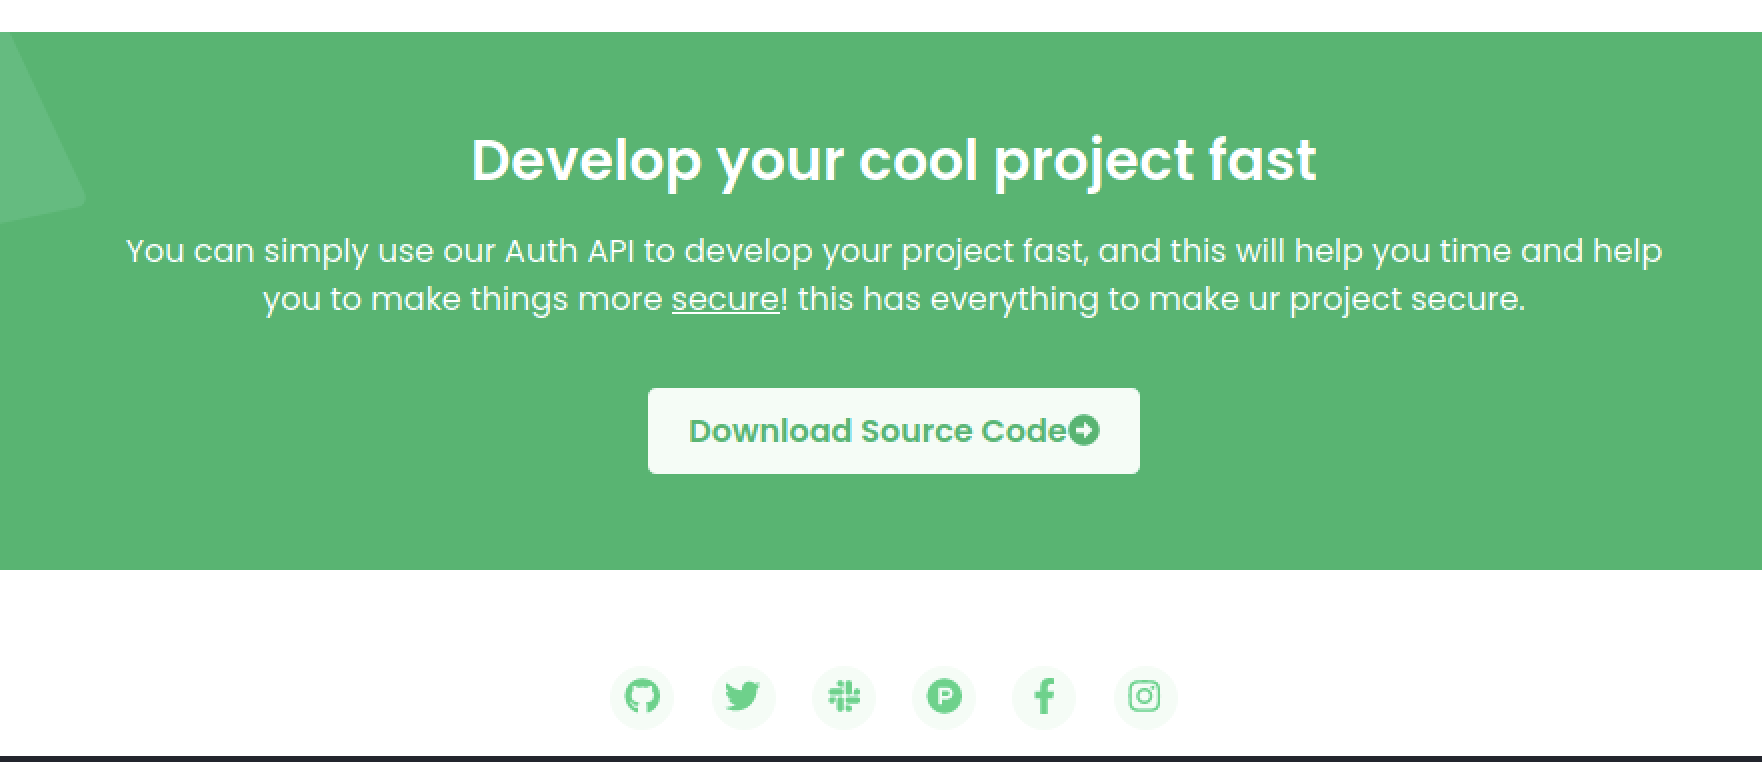 Develop your cool project fast
You can simply use our Auth API to develop your project fast, and this will help you time and help
you to make things more secure! this has everything to make ur project secure.
Download Source Code